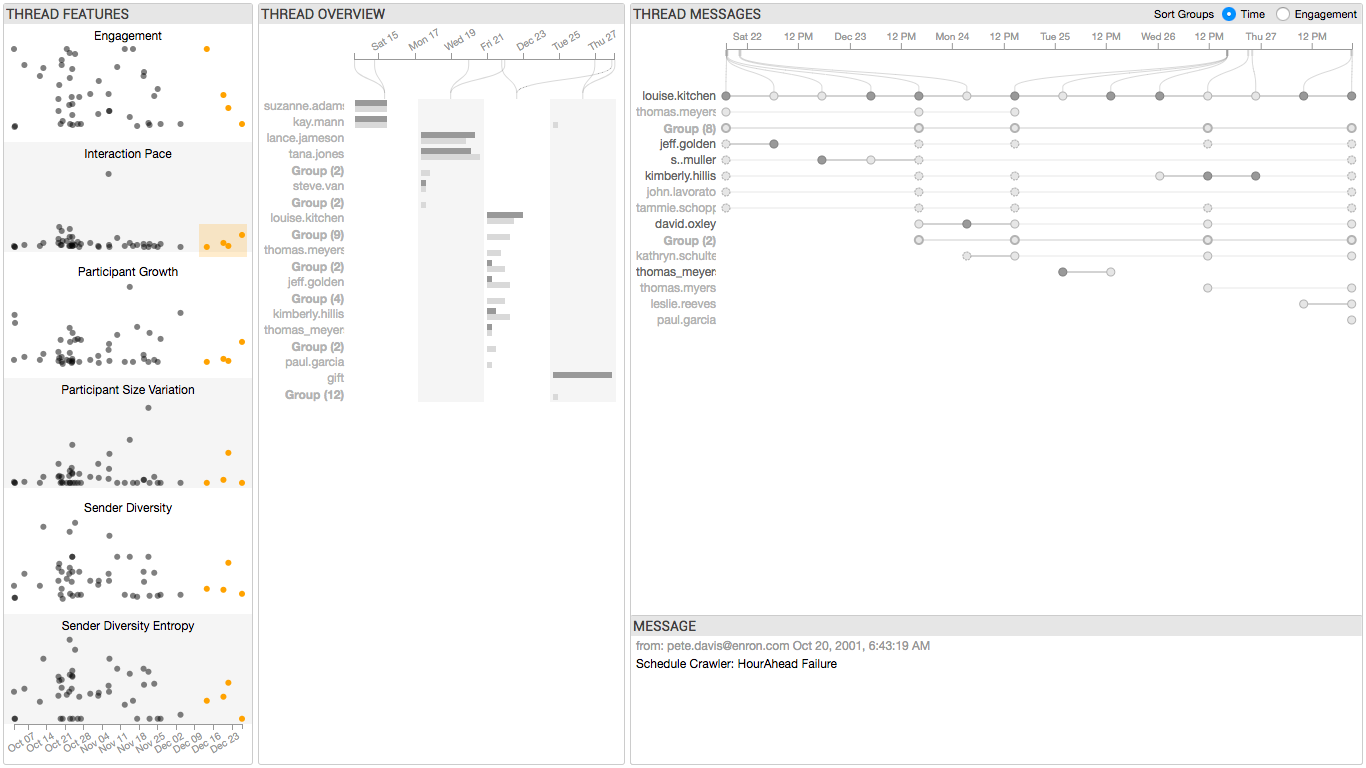 THREAD FEATURES
Engagement
Interaction Pace
Participant Growth
Participant Size Variation
Sender Diversity
Sender Diversity Entropy
Oct 07 Oct 14 Oct 21 Oct 28 Nov 04 Nov 11 Nov 18 Nov 25 Dec 02 Dec 09 Dec 16 Dec 23
THREAD OVERVIEW
Sat 15 Mon 17 Wed 19 Fri 21 Dec 23 Tue 25 Thu 27
suzanne.adams
kay.mann
lance.jameson
tana.jones
Group (2)
steve.van
Group (2)
louise.kitchen
Group (9)
thomas.meyers
Group (2)
jeff.golden
Group (4)
kimberly.hillis
thomas_meyer
Group (2)
paul.garcia
gift
Group (12)
THREAD MESSAGES
Sort Groups Time Engagement
Sat 22 12 PM Dec 23 12 PM Mon 24 12 PM Tue 25 12 PM Wed 26 12 PM Thu 27 12 PM
louise.kitchen
thomas.meyers
Group (8)
jeff.golden
s..muller
kimberly.hillis
john.lavorato
tammie.schopp
david.oxley
Group (2)
kathryn.schulte
thomas_meyer
thomas.myers
leslie.reeves
paul.garcia
MESSAGE
from: pete.davis@enron.com Oct 20, 2001, 6:43:19 AM
Schedule Crawler: HourAhead Failure